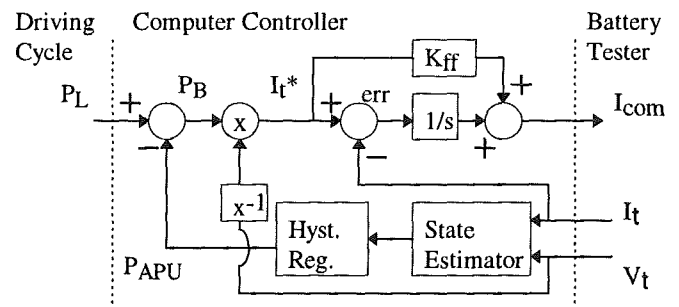 Driving
Cycle
Computer Controller
Battery
Tester
K_ff
P_L
+
−
P_B
x
I_t*
+
−
err
1/s
+
+
I_com
x⁻¹
Hyst.
Reg.
State
Estimator
I_t
P_APU
V_t